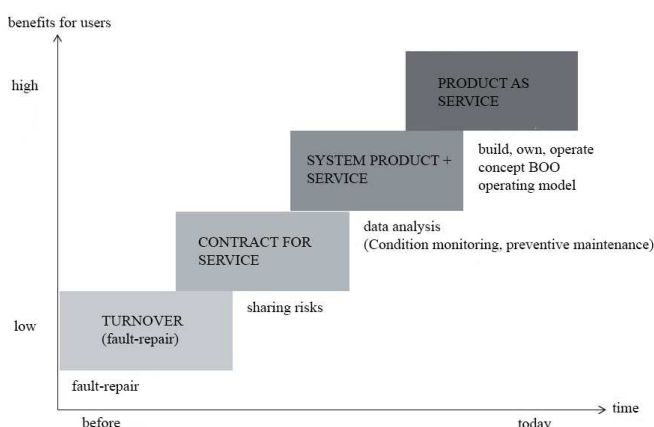 benefits for users
high
PRODUCT AS
SERVICE
build, own, operate
concept BOO
operating model
SYSTEM PRODUCT +
SERVICE
data analysis
(Condition monitoring, preventive maintenance)
CONTRACT FOR
SERVICE
sharing risks
low
TURNOVER
(fault-repair)
fault-repair
time
before
today